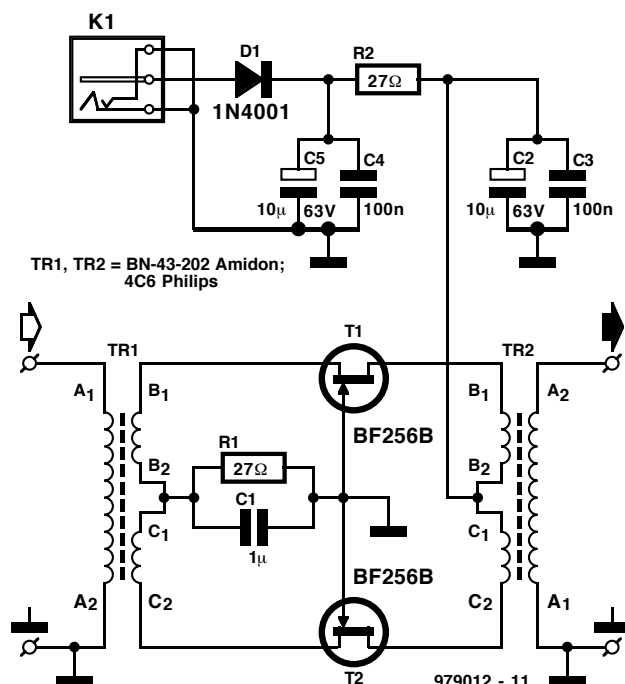 K1
D1
R2
27Ω
1N4001
C5
C4
C2
C3
10μ
63V
100n
10μ
63V
100n
TR1, TR2 = BN-43-202 Amidon;
4C6 Philips
T1
TR1
TR2
A1
B1
B1
A2
BF256B
R1
27Ω
B2
B2
C1
C1
C1
1μ
BF256B
A2
C2
C2
A1
T2
979012 - 11